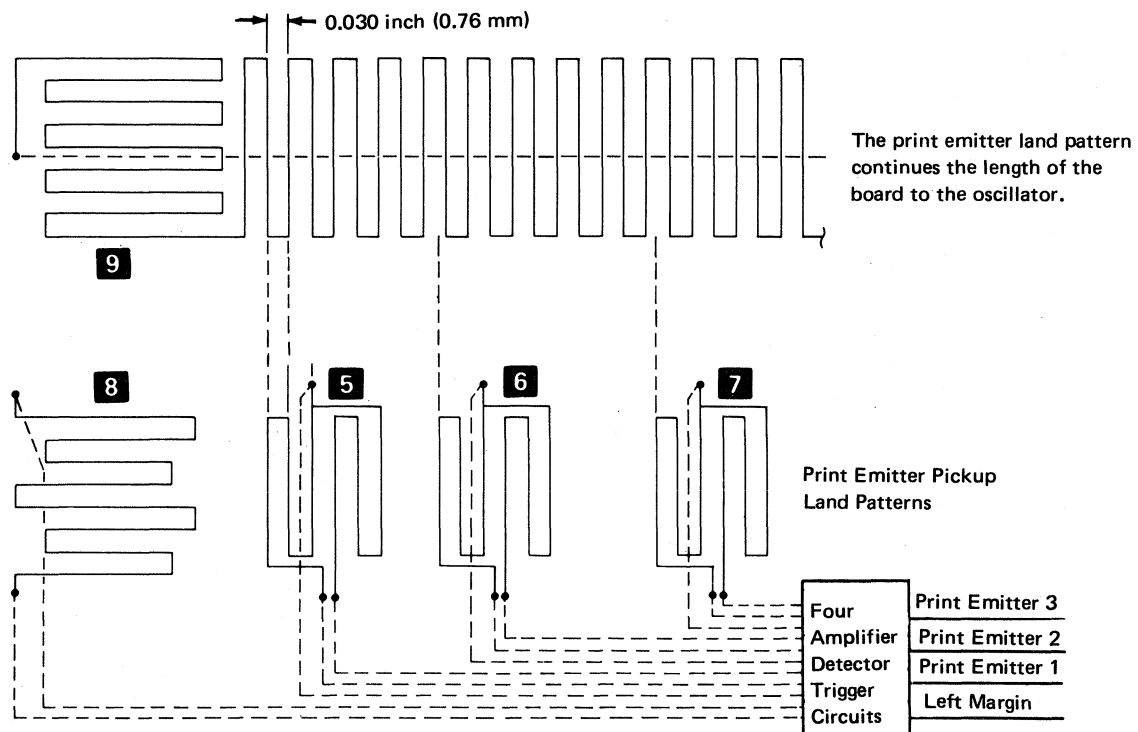 0.030 inch (0.76 mm)
The print emitter land pattern
continues the length of the
board to the oscillator.
9
8
5
6
7
Print Emitter Pickup
Land Patterns
Four
Amplifier
Detector
Trigger
Circuits
Print Emitter 3
Print Emitter 2
Print Emitter 1
Left Margin